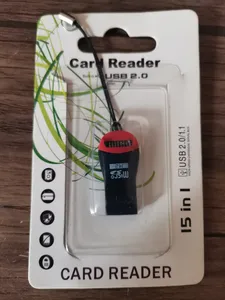 Card Reader
USB 2.0
USB 2.0/1.1
15 in 1
CARD READER